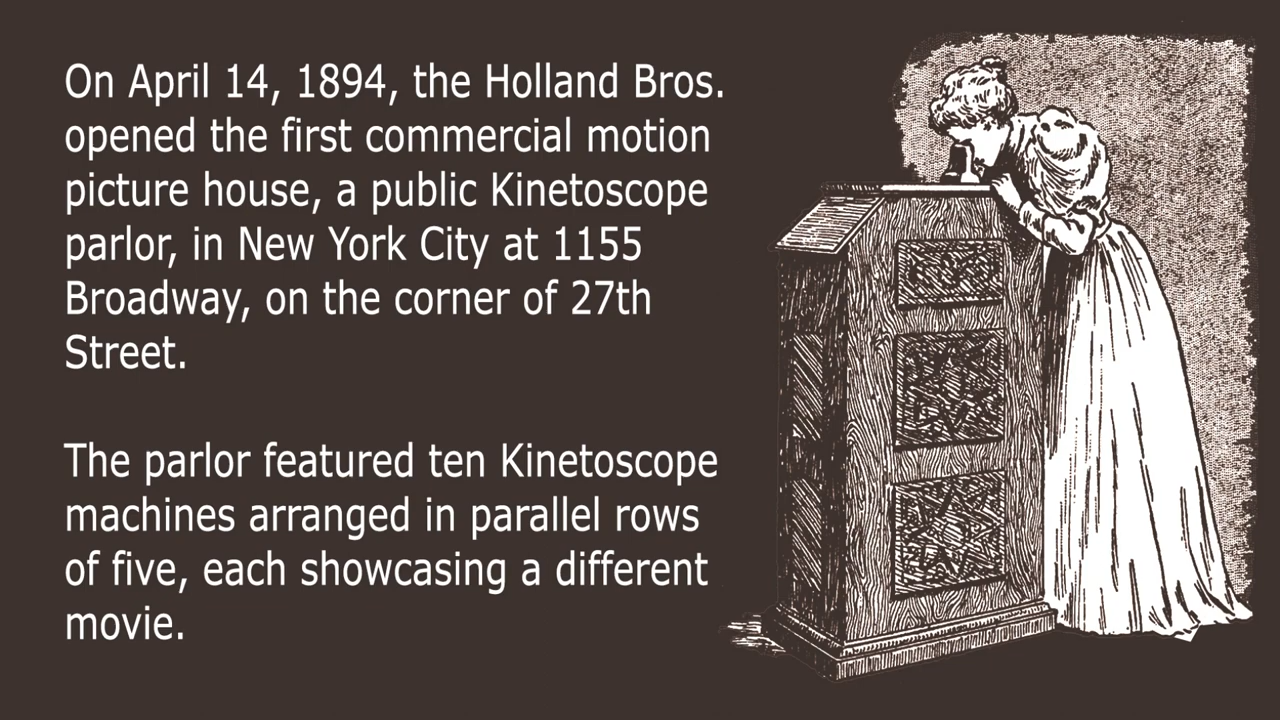 On April 14, 1894, the Holland Bros.
opened the first commercial motion
picture house, a public Kinetoscope
parlor, in New York City at 1155
Broadway, on the corner of 27th
Street.
The parlor featured ten Kinetoscope
machines arranged in parallel rows
of five, each showcasing a different
movie.